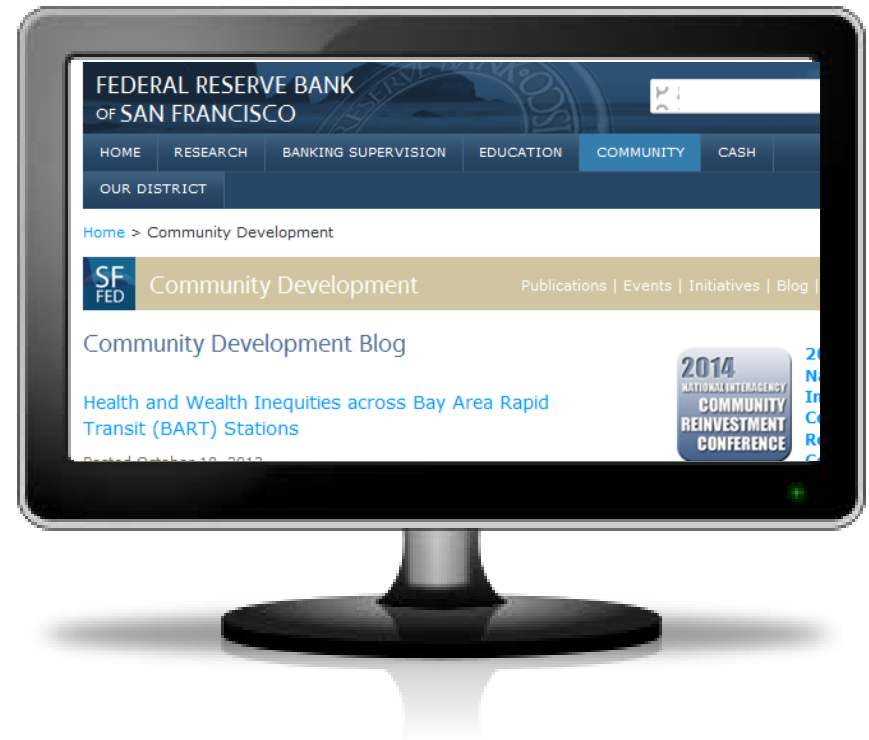 FEDERAL RESERVE BANK
OF SAN FRANCISCO
HOME RESEARCH BANKING SUPERVISION EDUCATION COMMUNITY CASH
OUR DISTRICT
Home > Community Development
SF
FED
Community Development
Publications | Events | Initiatives | Blog |
Community Development Blog
Health and Wealth Inequities across Bay Area Rapid
Transit (BART) Stations
2014
NATIONAL INTERAGENCY
COMMUNITY
REINVESTMENT
CONFERENCE